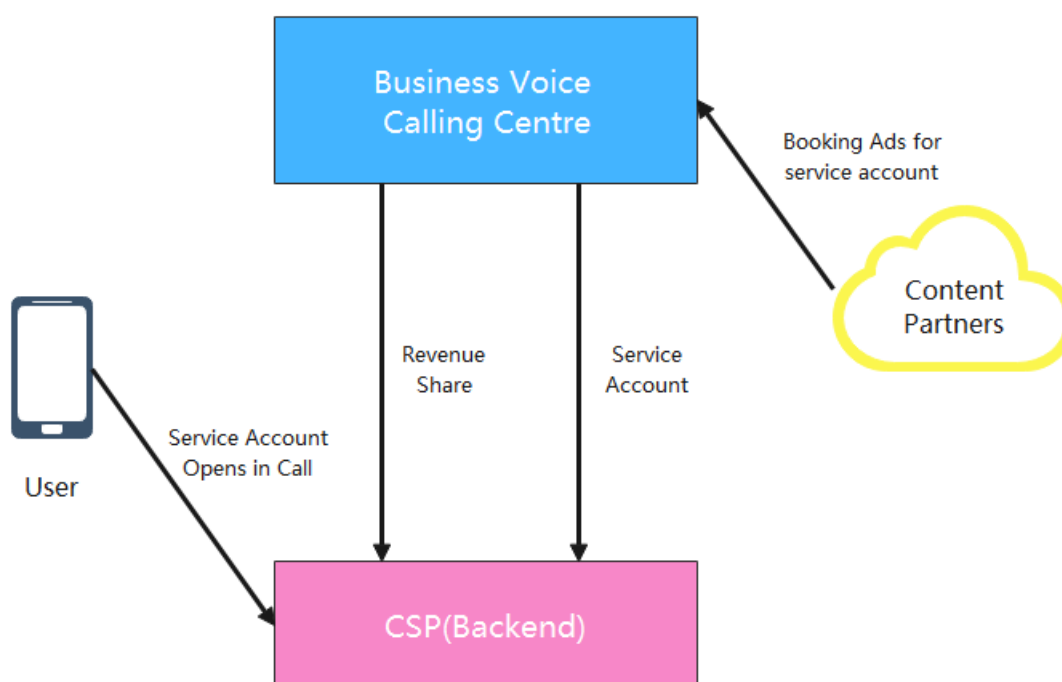 Business Voice
Calling Centre
Booking Ads for
service account
Content
Partners
Revenue
Share
Service
Account
Service Account
Opens in Call
User
CSP(Backend)